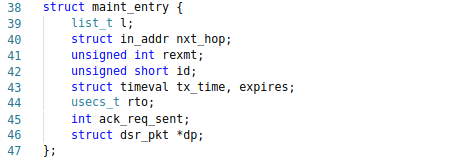 38 struct maint_entry {
39     list_t l;
40     struct in_addr nxt_hop;
41     unsigned int rexmt;
42     unsigned short id;
43     struct timeval tx_time, expires;
44     usecs_t rto;
45     int ack_req_sent;
46     struct dsr_pkt *dp;
47 };